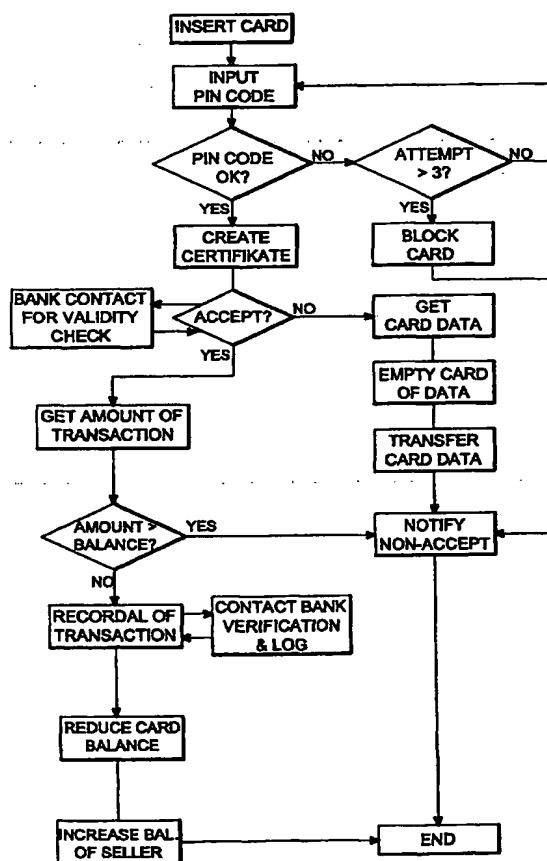 INSERT CARD
INPUT
PIN CODE
PIN CODE
OK?
NO
ATTEMPT
> 3?
NO
YES
YES
CREATE
CERTIFIKATE
BLOCK
CARD
BANK CONTACT
FOR VALIDITY
CHECK
ACCEPT?
NO
YES
GET
CARD DATA
EMPTY CARD
OF DATA
GET AMOUNT OF
TRANSACTION
TRANSFER
CARD DATA
AMOUNT >
BALANCE?
YES
NO
NOTIFY
NON-ACCEPT
RECORDAL OF
TRANSACTION
CONTACT BANK
VERIFICATION
& LOG
REDUCE CARD
BALANCE
INCREASE BAL.
OF SELLER
END